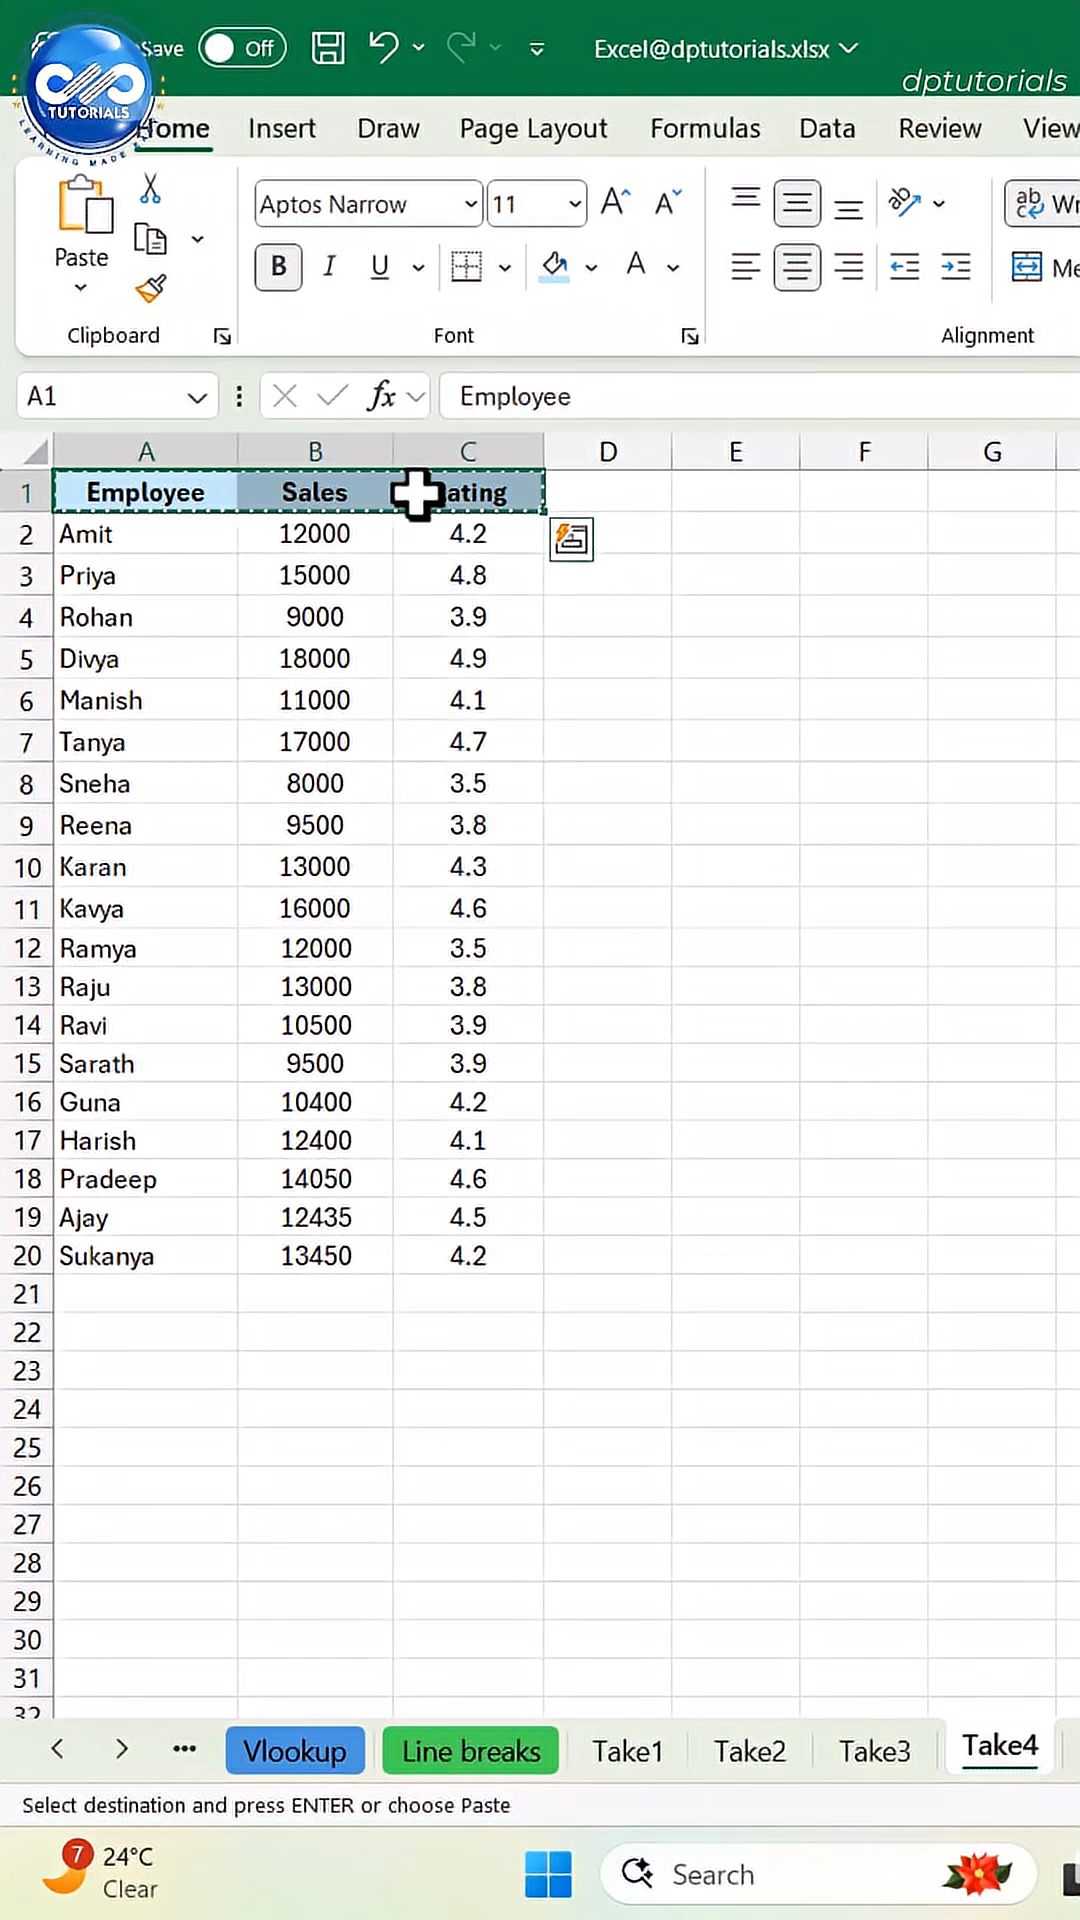 Save Off Excel@dptutorials.xlsx
dptutorials
TUTORIALS
LEARNING MADE
Home Insert Draw Page Layout Formulas Data Review View
Paste
Aptos Narrow 11
B I U A
Clipboard Font Alignment
A1 fx Employee
A B C D E F G
1 Employee Sales ating
2 Amit 12000 4.2
3 Priya 15000 4.8
4 Rohan 9000 3.9
5 Divya 18000 4.9
6 Manish 11000 4.1
7 Tanya 17000 4.7
8 Sneha 8000 3.5
9 Reena 9500 3.8
10 Karan 13000 4.3
11 Kavya 16000 4.6
12 Ramya 12000 3.5
13 Raju 13000 3.8
14 Ravi 10500 3.9
15 Sarath 9500 3.9
16 Guna 10400 4.2
17 Harish 12400 4.1
18 Pradeep 14050 4.6
19 Ajay 12435 4.5
20 Sukanya 13450 4.2
21
22
23
24
25
26
27
28
29
30
31
32
Vlookup Line breaks Take1 Take2 Take3 Take4
Select destination and press ENTER or choose Paste
7 24°C
Clear
Search